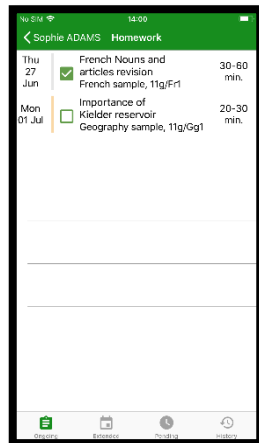 No SIM 14:00
Sophie ADAMS Homework
Thu
27
Jun
French Nouns and
articles revision
French sample, 11g/Fr1
30-60
min.
Mon
01 Jul
Importance of
Kielder reservoir
Geography sample, 11g/Gg1
20-30
min.
Ongoing Extended Pending History